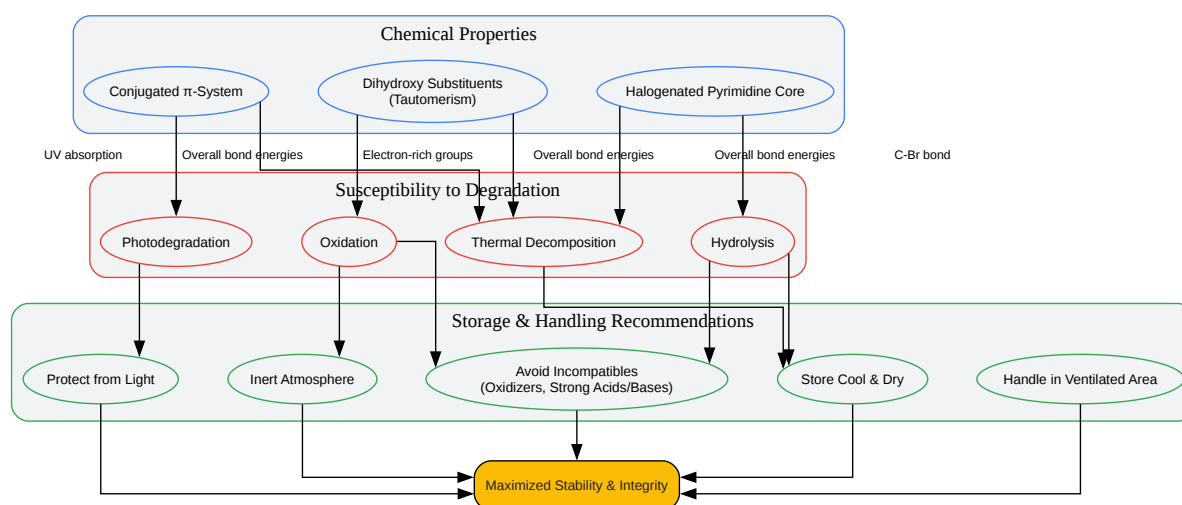 Chemical Properties
Conjugated π-System
Dihydroxy Substituents
(Tautomerism)
Halogenated Pyrimidine Core
UV absorption
Overall bond energies
Electron-rich groups
Overall bond energies
Overall bond energies
C-Br bond
Susceptibility to Degradation
Photodegradation
Oxidation
Thermal Decomposition
Hydrolysis
Storage & Handling Recommendations
Protect from Light
Inert Atmosphere
Avoid Incompatibles
(Oxidizers, Strong Acids/Bases)
Store Cool & Dry
Handle in Ventilated Area
Maximized Stability & Integrity